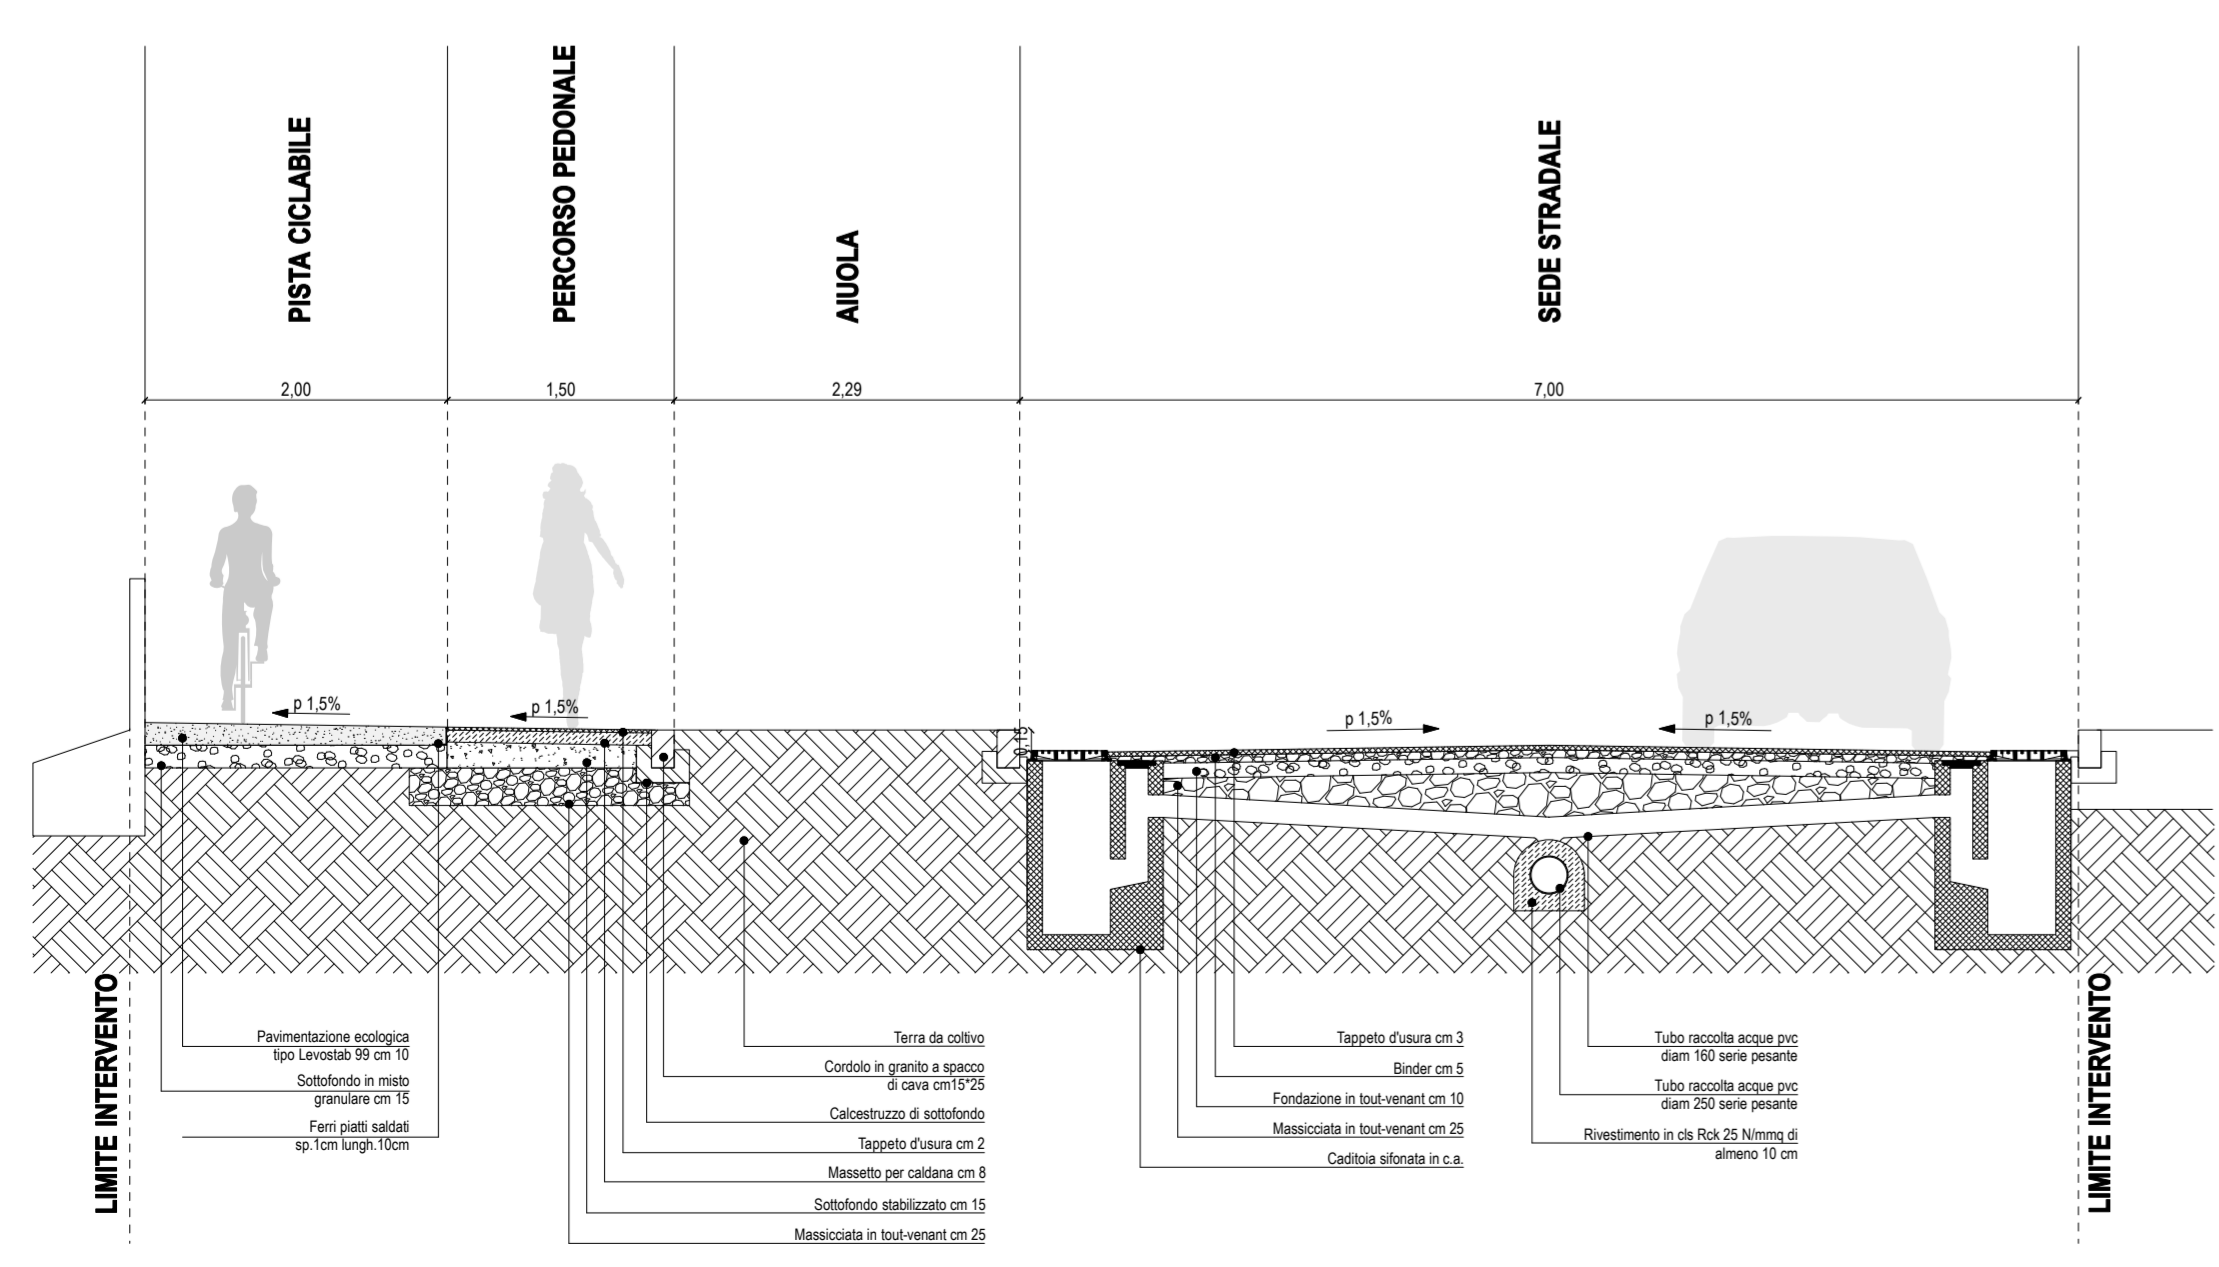 PISTA CICLABILE
PERCORSO PEDONALE
AIUOLA
SEDE STRADALE
2,00
1,50
2,29
7,00
p 1,5%
p 1,5%
p 1,5%
p 1,5%
LIMITE INTERVENTO
Pavimentazione ecologica
tipo Levostab 99 cm 10
Sottofondo in misto
granulare cm 15
Ferri piatti saldati
sp.1cm lungh.10cm
Terra da coltivo
Cordolo in granito a spacco
di cava cm15*25
Calcestruzzo di sottofondo
Tappeto d'usura cm 2
Massetto per caldana cm 8
Sottofondo stabilizzato cm 15
Massicciata in tout-venant cm 25
Tappeto d'usura cm 3
Binder cm 5
Fondazione in tout-venant cm 10
Massicciata in tout-venant cm 25
Caditoia sifonata in c.a.
Tubo raccolta acque pvc
diam 160 serie pesante
Tubo raccolta acque pvc
diam 250 serie pesante
Rivestimento in cls Rck 25 N/mmq di
almeno 10 cm
LIMITE INTERVENTO